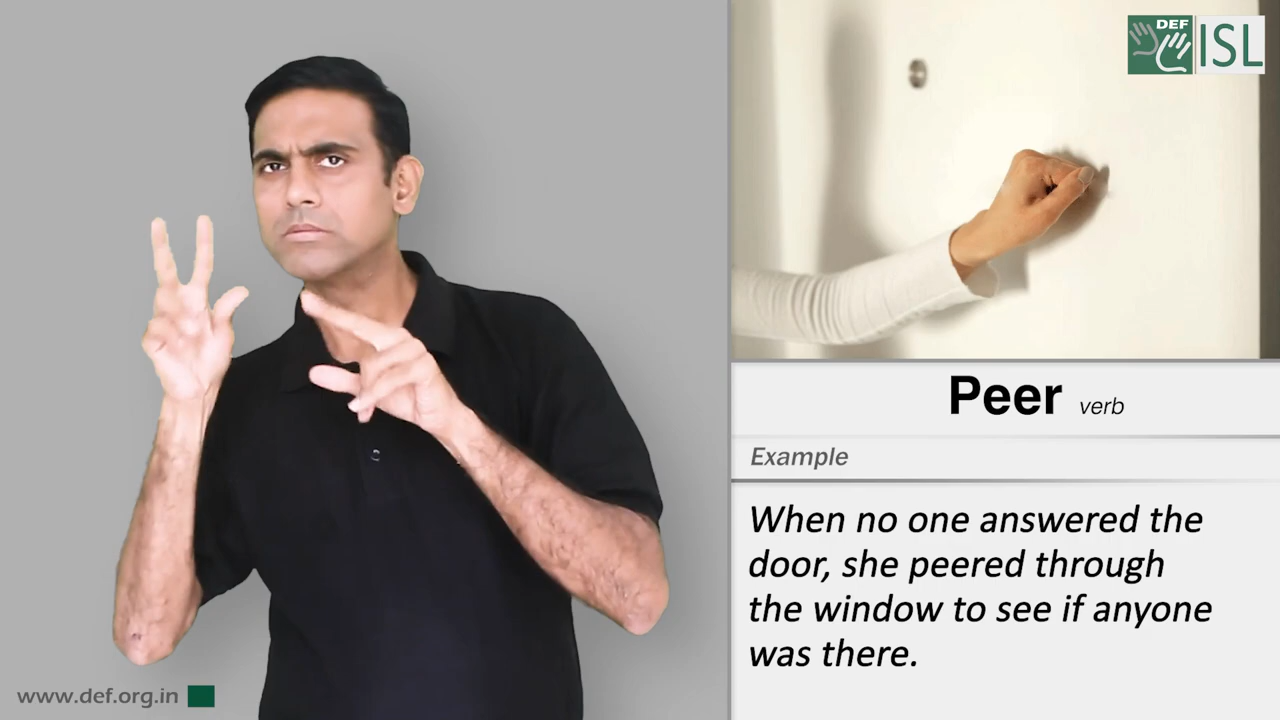 DEF
ISL
Peer verb
Example
When no one answered the
door, she peered through
the window to see if anyone
was there.
www.def.org.in